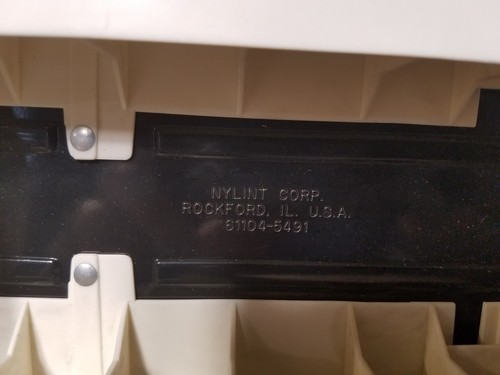 NYLINT CORP.
ROCKFORD, IL. U.S.A.
61104-5491